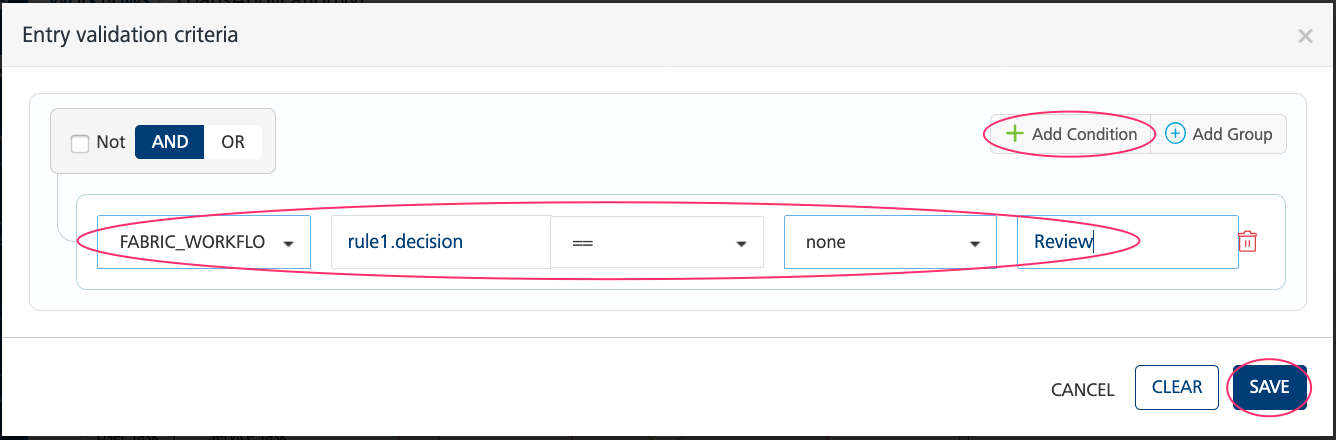 Entry validation criteria
Not AND OR
Add Condition Add Group
FABRIC_WORKFLO rule1.decision == none Review
CANCEL CLEAR SAVE